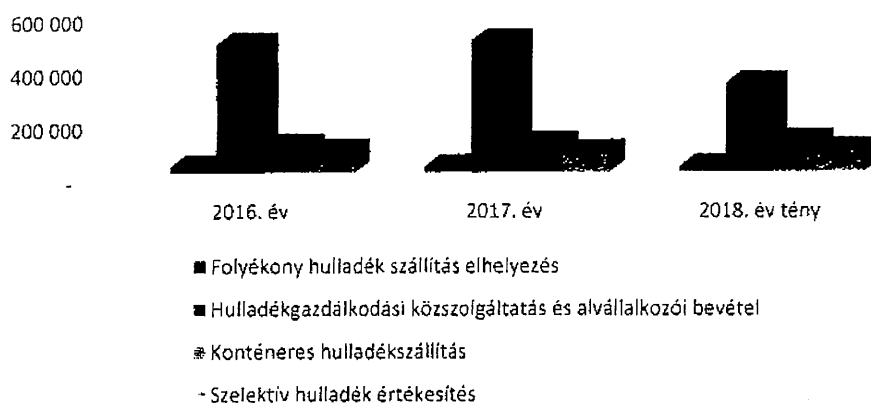 600 000
400 000
200 000
-
2016. év
2017. év
2018. év tény
Folyékony hulladék szállítás elhelyezés
Hulladékgazdálkodási közszolgáltatás és alvállalkozói bevétel
Konténeres hulladékszállítás
Szelektív hulladék értékesítés